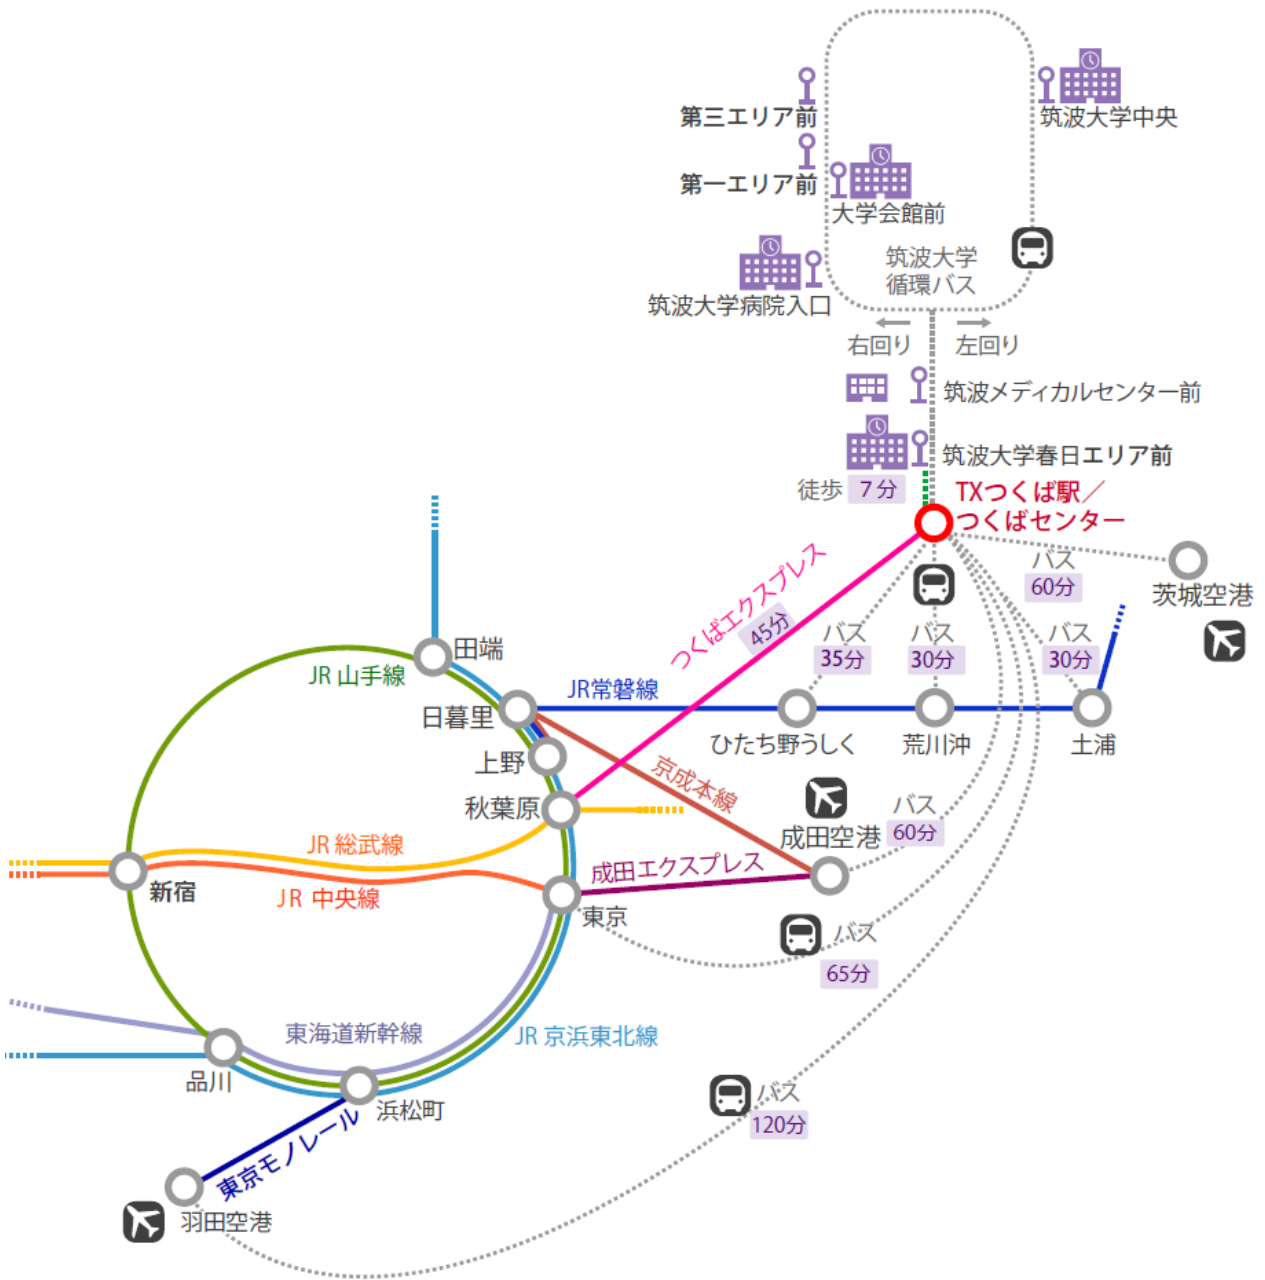 第三エリア前
筑波大学中央
第一エリア前
大学会館前
筑波大学
循環バス
筑波大学病院入口
右回り
左回り
筑波メディカルセンター前
筑波大学春日エリア前
徒歩 7分
TXつくば駅／
つくばセンター
つくばエクスプレス
45分
バス
60分
茨城空港
バス
35分
バス
30分
バス
30分
田端
JR 山手線
日暮里
JR常磐線
ひたち野うしく
荒川沖
土浦
上野
京成本線
秋葉原
成田空港
バス
60分
JR 総武線
成田エクスプレス
新宿
JR 中央線
東京
バス
65分
東海道新幹線
JR 京浜東北線
品川
浜松町
バス
120分
東京モノレール
羽田空港